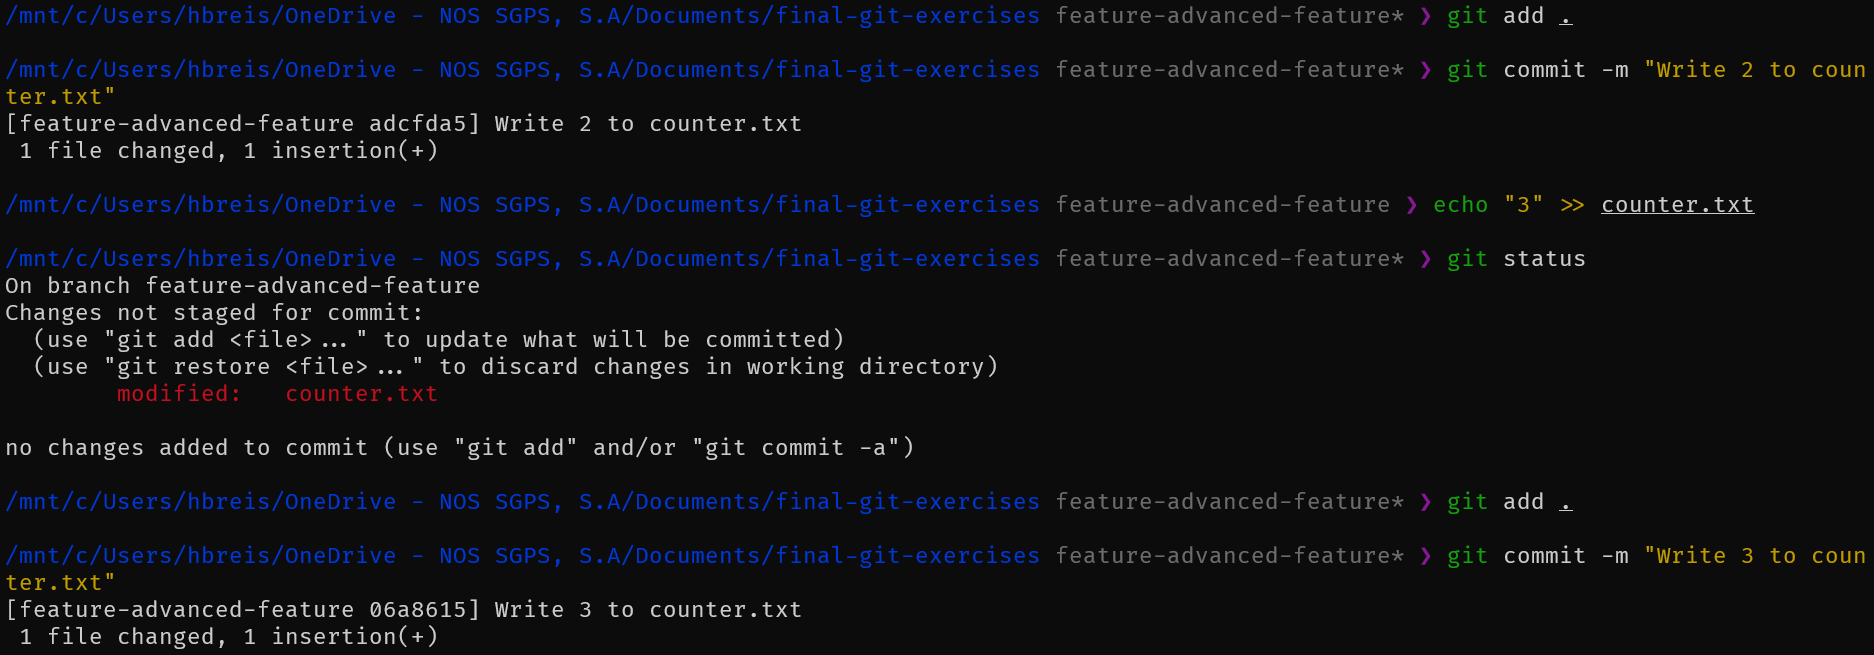 /mnt/c/Users/hbreis/OneDrive - NOS SGPS, S.A/Documents/final-git-exercises feature-advanced-feature* ❯ git add .
/mnt/c/Users/hbreis/OneDrive - NOS SGPS, S.A/Documents/final-git-exercises feature-advanced-feature* ❯ git commit -m "Write 2 to coun
ter.txt"
[feature-advanced-feature adcfda5] Write 2 to counter.txt
 1 file changed, 1 insertion(+)
/mnt/c/Users/hbreis/OneDrive - NOS SGPS, S.A/Documents/final-git-exercises feature-advanced-feature ❯ echo "3" >> counter.txt
/mnt/c/Users/hbreis/OneDrive - NOS SGPS, S.A/Documents/final-git-exercises feature-advanced-feature* ❯ git status
On branch feature-advanced-feature
Changes not staged for commit:
  (use "git add <file>..." to update what will be committed)
  (use "git restore <file>..." to discard changes in working directory)
        modified:   counter.txt
no changes added to commit (use "git add" and/or "git commit -a")
/mnt/c/Users/hbreis/OneDrive - NOS SGPS, S.A/Documents/final-git-exercises feature-advanced-feature* ❯ git add .
/mnt/c/Users/hbreis/OneDrive - NOS SGPS, S.A/Documents/final-git-exercises feature-advanced-feature* ❯ git commit -m "Write 3 to coun
ter.txt"
[feature-advanced-feature 06a8615] Write 3 to counter.txt
 1 file changed, 1 insertion(+)